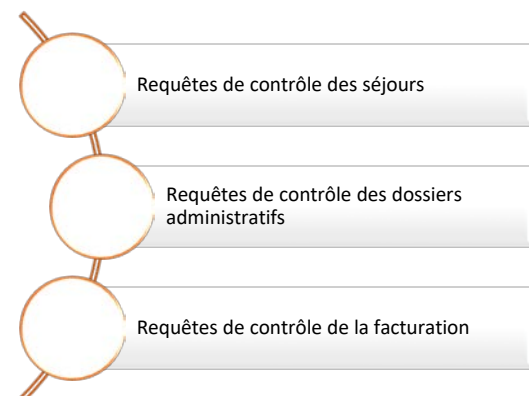 Requêtes de contrôle des séjours
Requêtes de contrôle des dossiers
administratifs
Requêtes de contrôle de la facturation